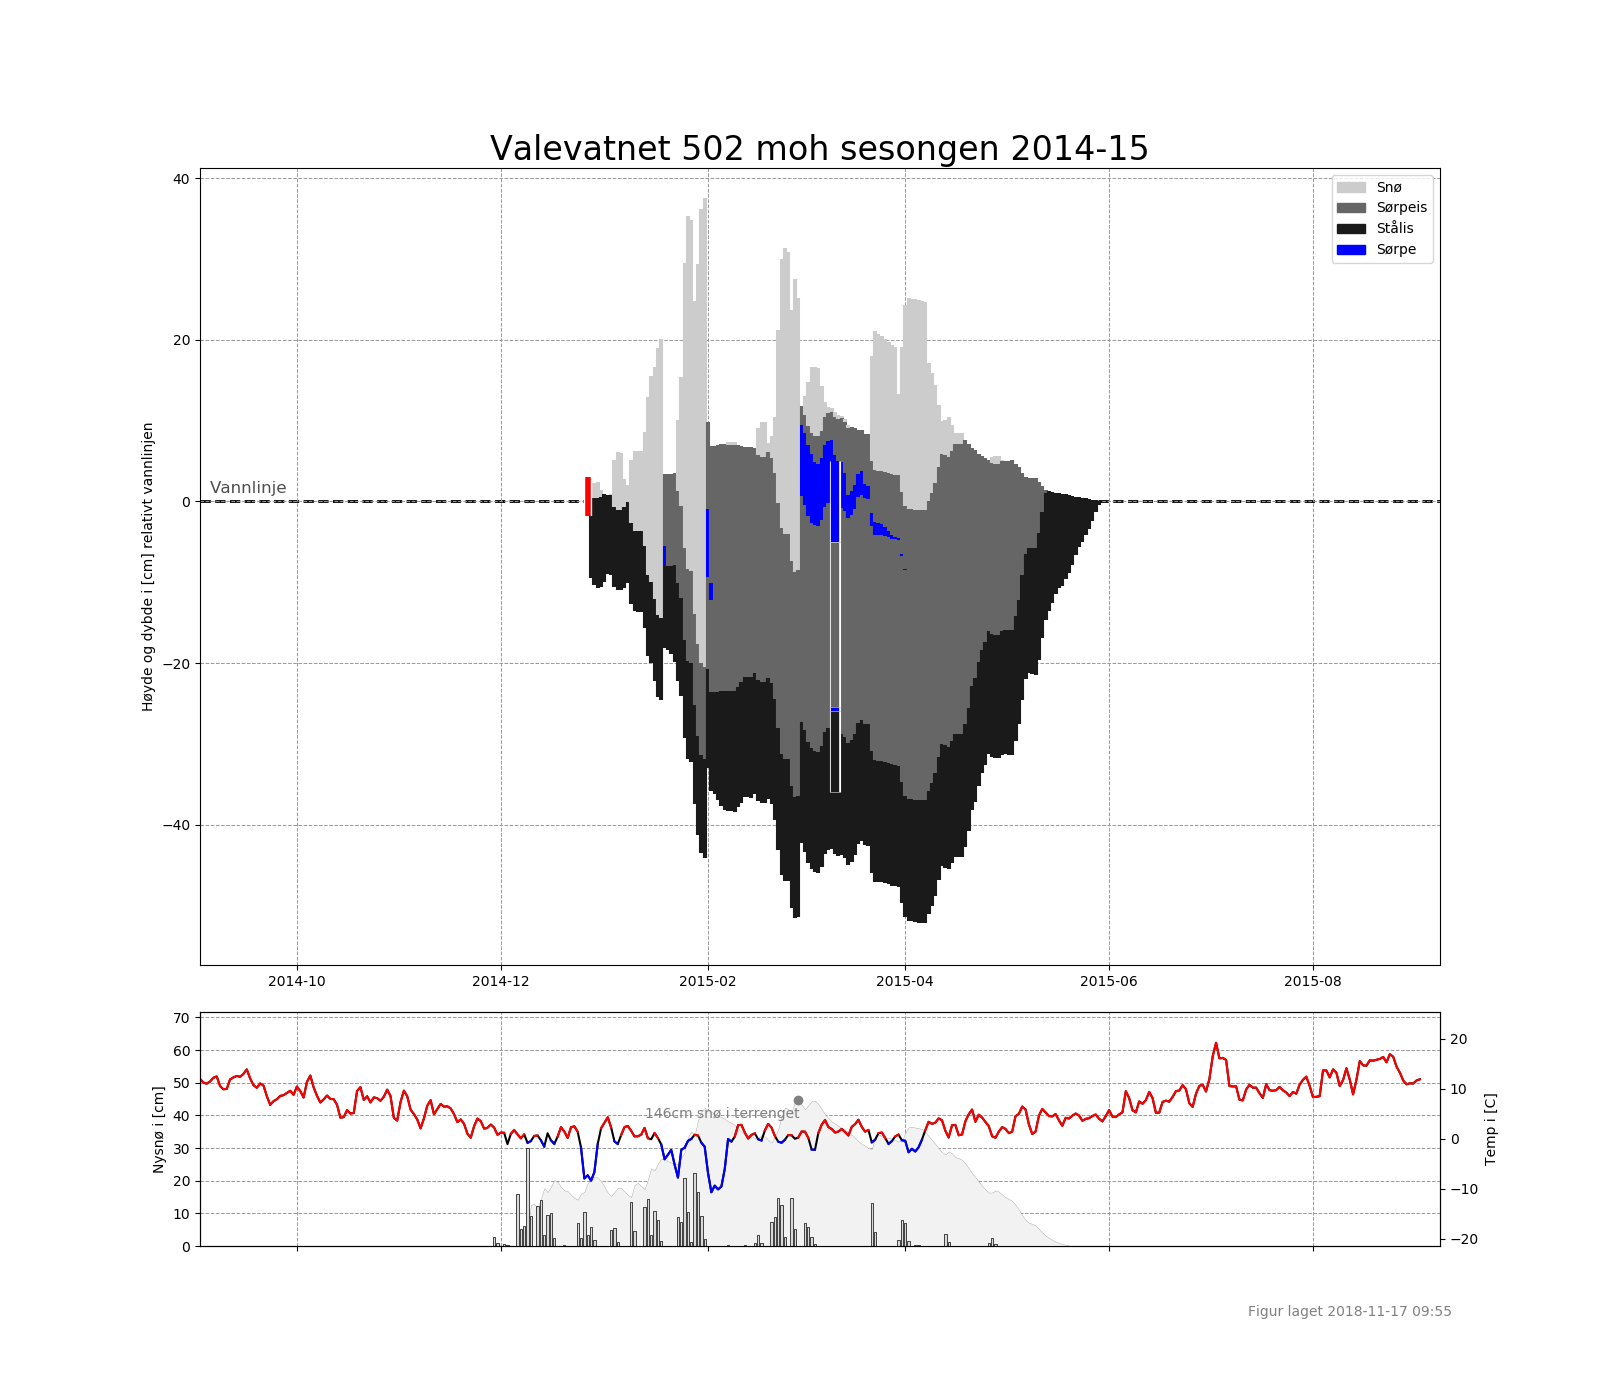 Valevatnet 502 moh sesongen 2014-15
Høyde og dybde i [cm] relativt vannlinjen
40
20
0
−20
−40
Vannlinje
Snø
Sørpeis
Stålis
Sørpe
2014-10
2014-12
2015-02
2015-04
2015-06
2015-08
Nysnø i [cm]
70
60
50
40
30
20
10
0
146cm snø i terrenget
20
10
0
−10
−20
Temp i [C]
Figur laget 2018-11-17 09:55